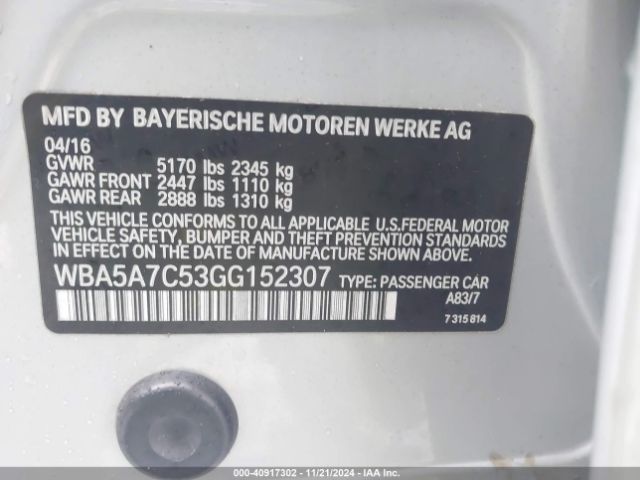 MFD BY BAYERISCHE MOTOREN WERKE AG
04/16
GVWR 5170 lbs 2345 kg
GAWR FRONT 2447 lbs 1110 kg
GAWR REAR 2888 lbs 1310 kg
THIS VEHICLE CONFORMS TO ALL APPLICABLE U.S.FEDERAL MOTOR
VEHICLE SAFETY, BUMPER AND THEFT PREVENTION STANDARDS
IN EFFECT ON THE DATE OF MANUFACTURE SHOWN ABOVE.
WBA5A7C53GG152307 TYPE: PASSENGER CAR
A83/7
7 315 814
000-40917302 - 11/21/2024 - IAA Inc.